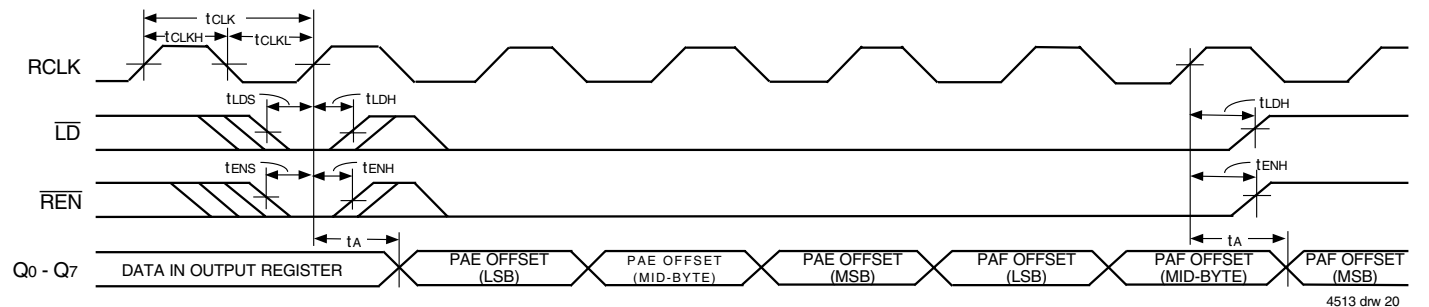 tCLK
tCLKH tCLKL
RCLK
tLDS tLDH tLDH
LD
tENS tENH tENH
REN
tA tA
Q0 - Q7 DATA IN OUTPUT REGISTER PAE OFFSET (LSB) PAE OFFSET (MID-BYTE) PAE OFFSET (MSB) PAF OFFSET (LSB) PAF OFFSET (MID-BYTE) PAF OFFSET (MSB)
4513 drw 20